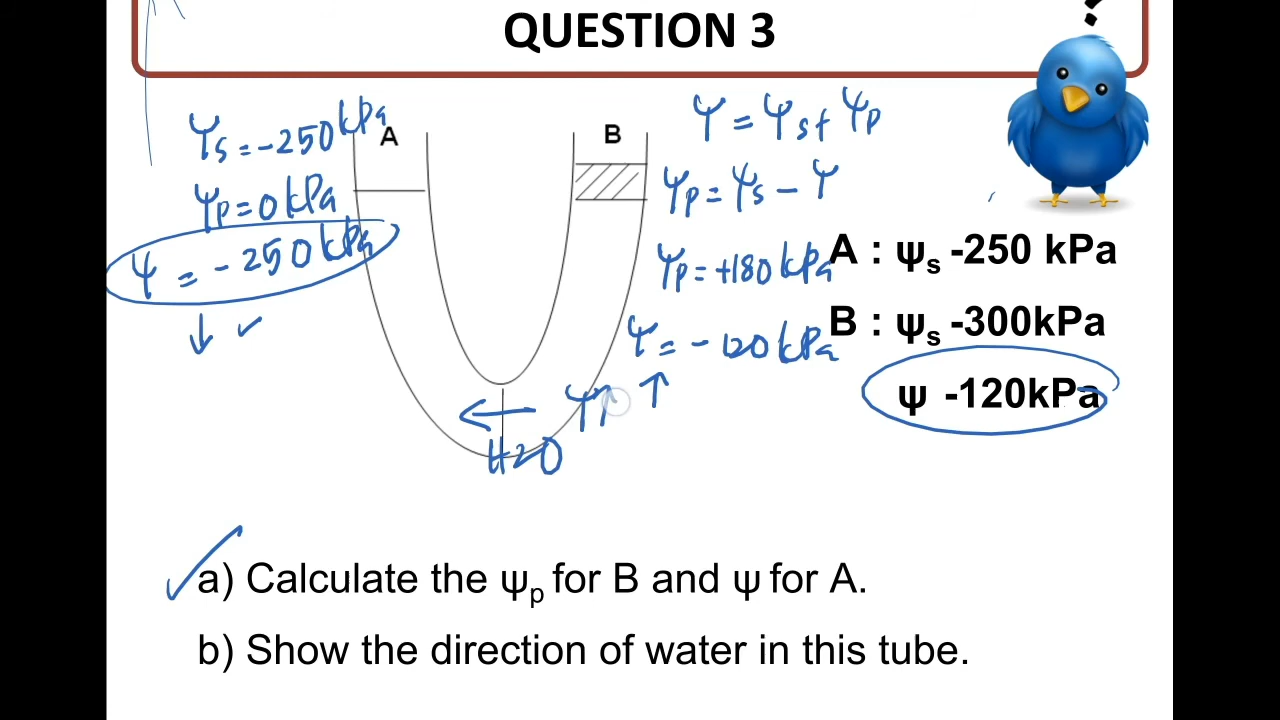 QUESTION 3
?
Ψs = -250 kPa
Ψp = 0 kPa
Ψ = -250 kPa
↓ ✓
A
B
Ψ = Ψs + Ψp
Ψp = Ψs - Ψ
Ψp = +180 kPa
Ψ = -120 kPa
↑
Ψ↑
←
H2O
A : ψs -250 kPa
B : ψs -300kPa
ψ -120kPa
✓
a) Calculate the ψp for B and ψ for A.
b) Show the direction of water in this tube.